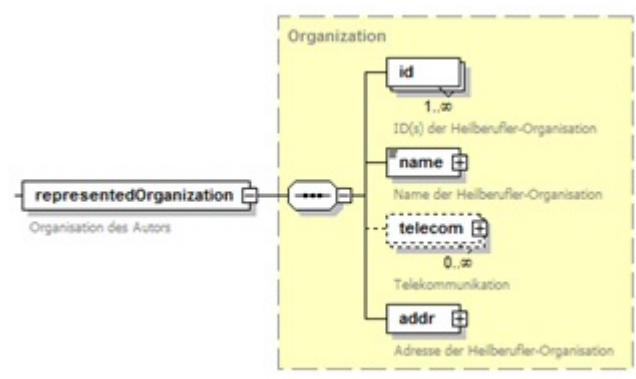 Organization
id
1..∞
ID(s) der Heilberufler-Organisation
name
Name der Heilberufler-Organisation
representedOrganization
Organisation des Autors
telecom
0..∞
Telekommunikation
addr
Adresse der Heilberufler-Organisation